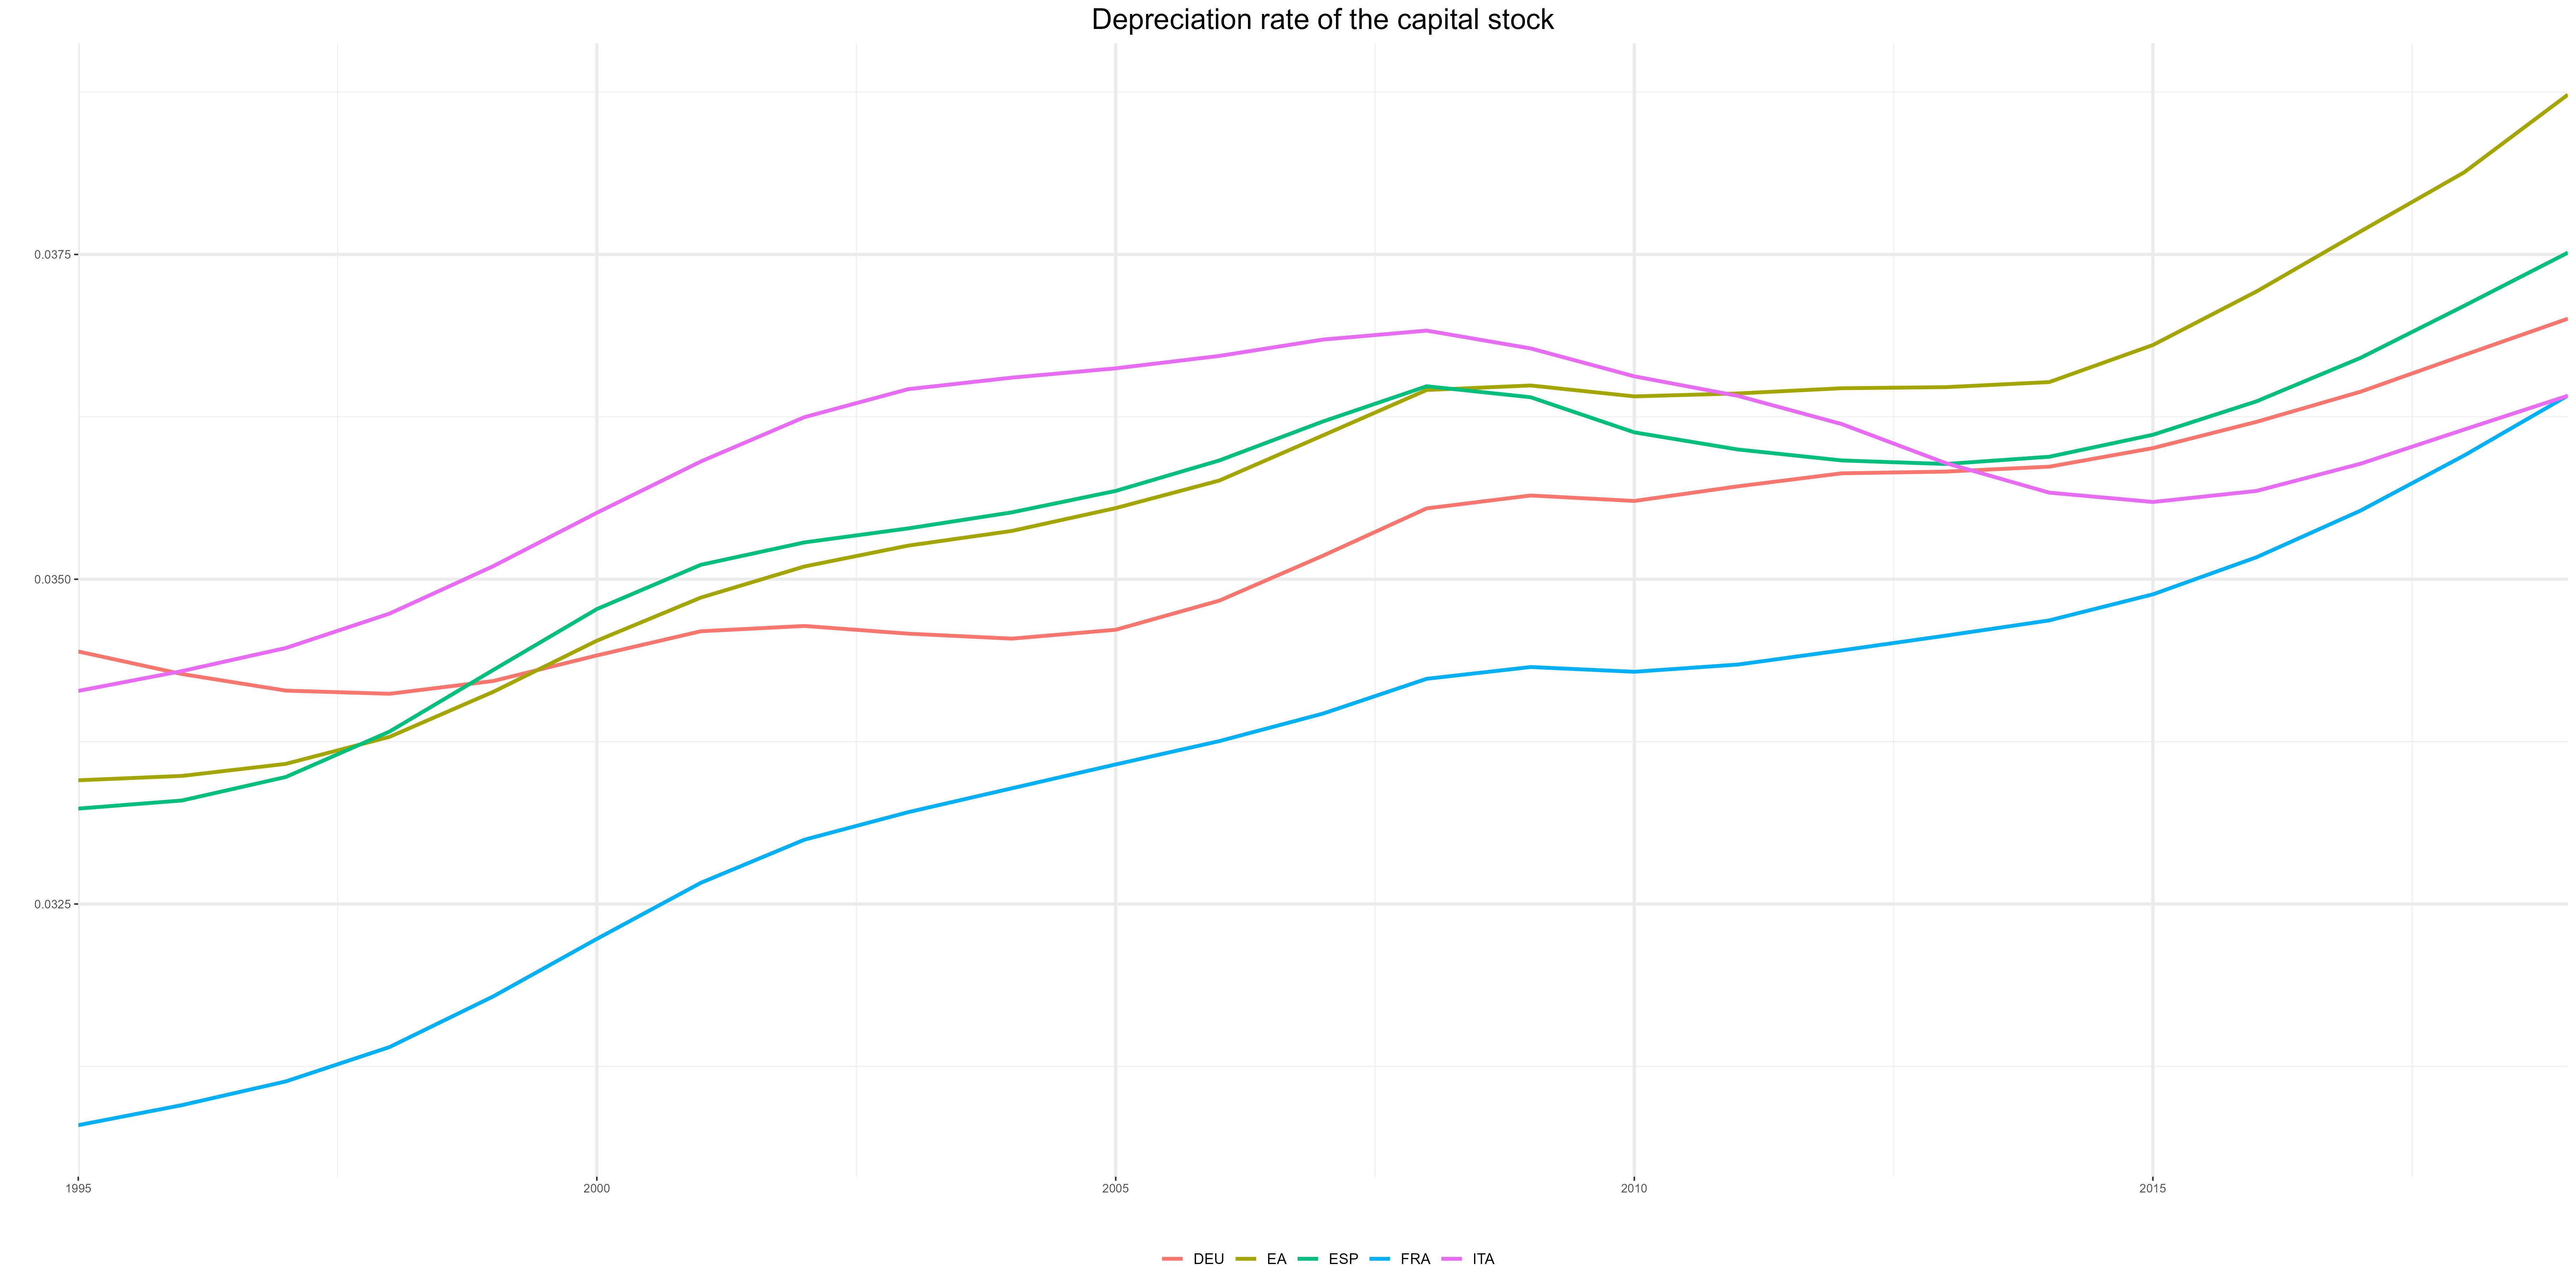 Depreciation rate of the capital stock
0.0375
0.0350
0.0325
1995 2000 2005 2010 2015
DEU EA ESP FRA ITA